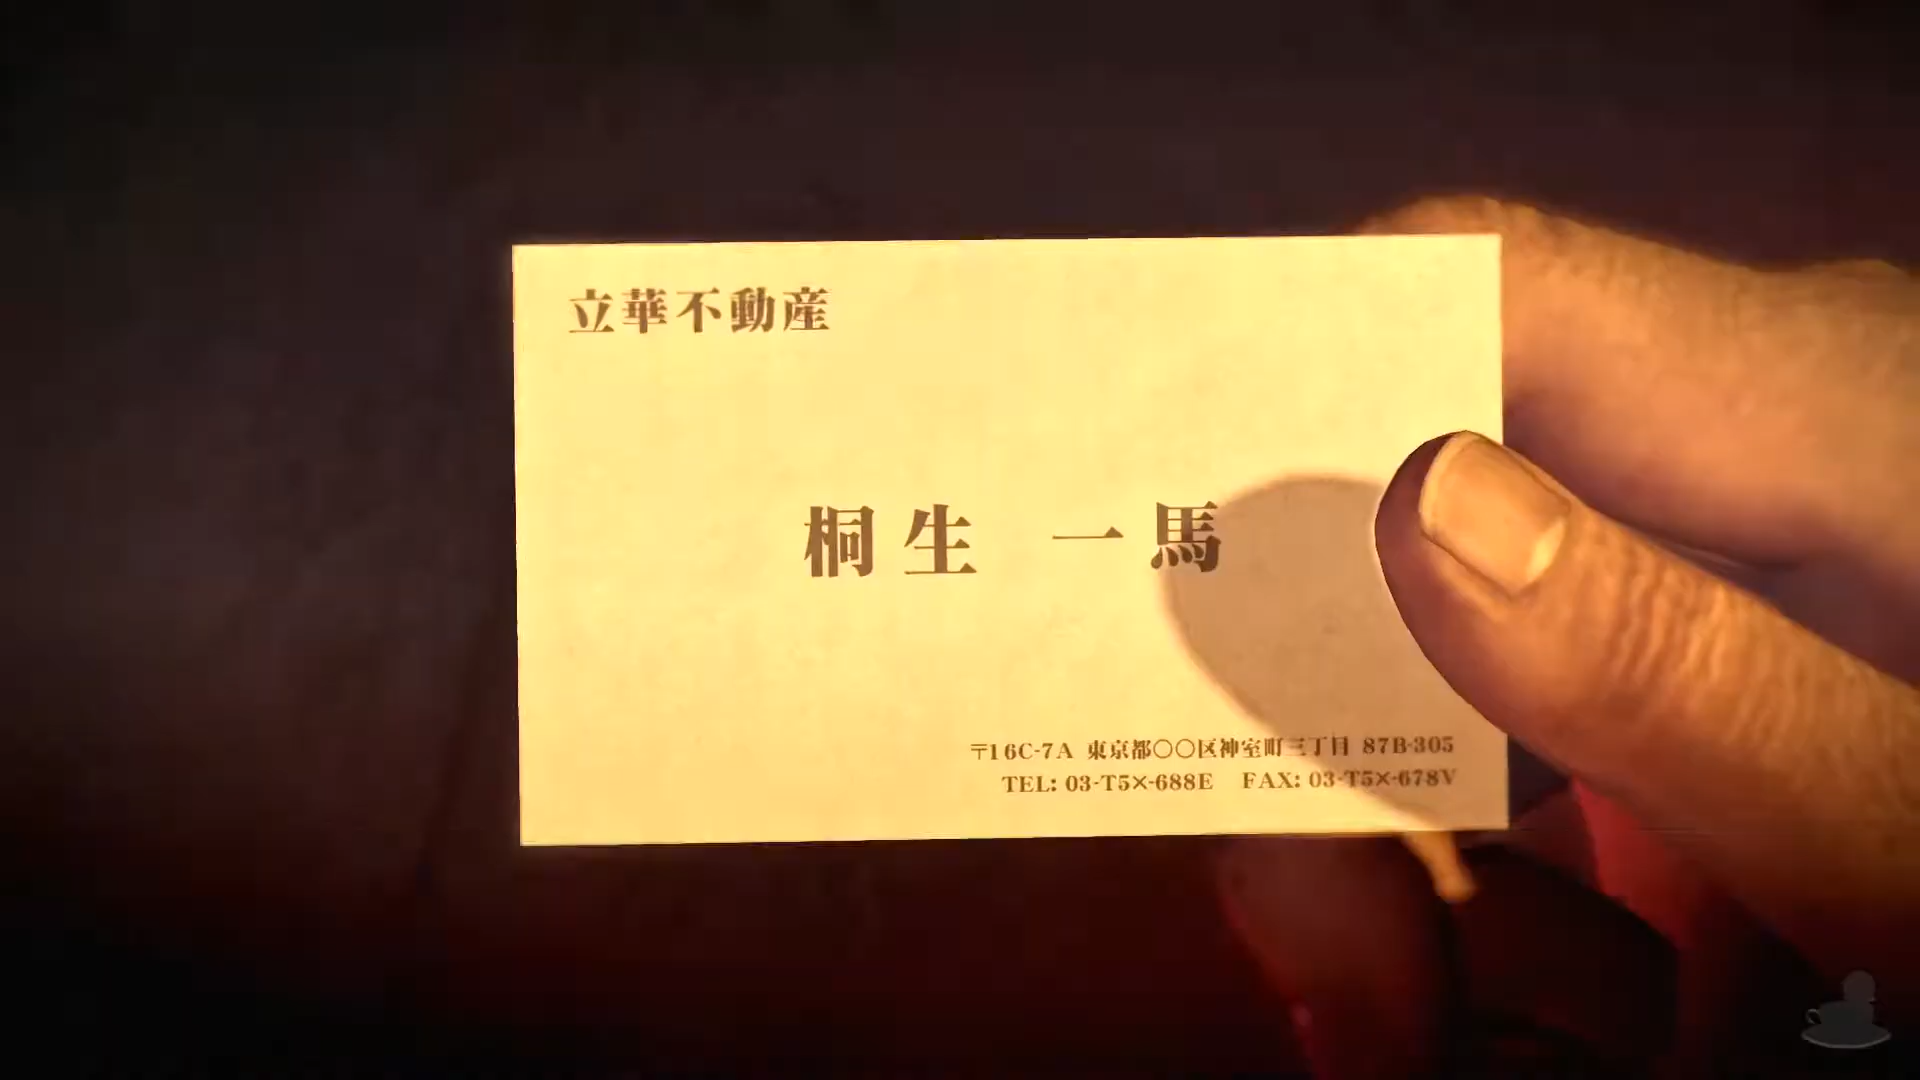 立華不動産
桐生 一馬
〒16C-7A 東京都〇〇区神室町三丁目 87B-305
TEL: 03-T5×-688E FAX: 03-T5×-678V